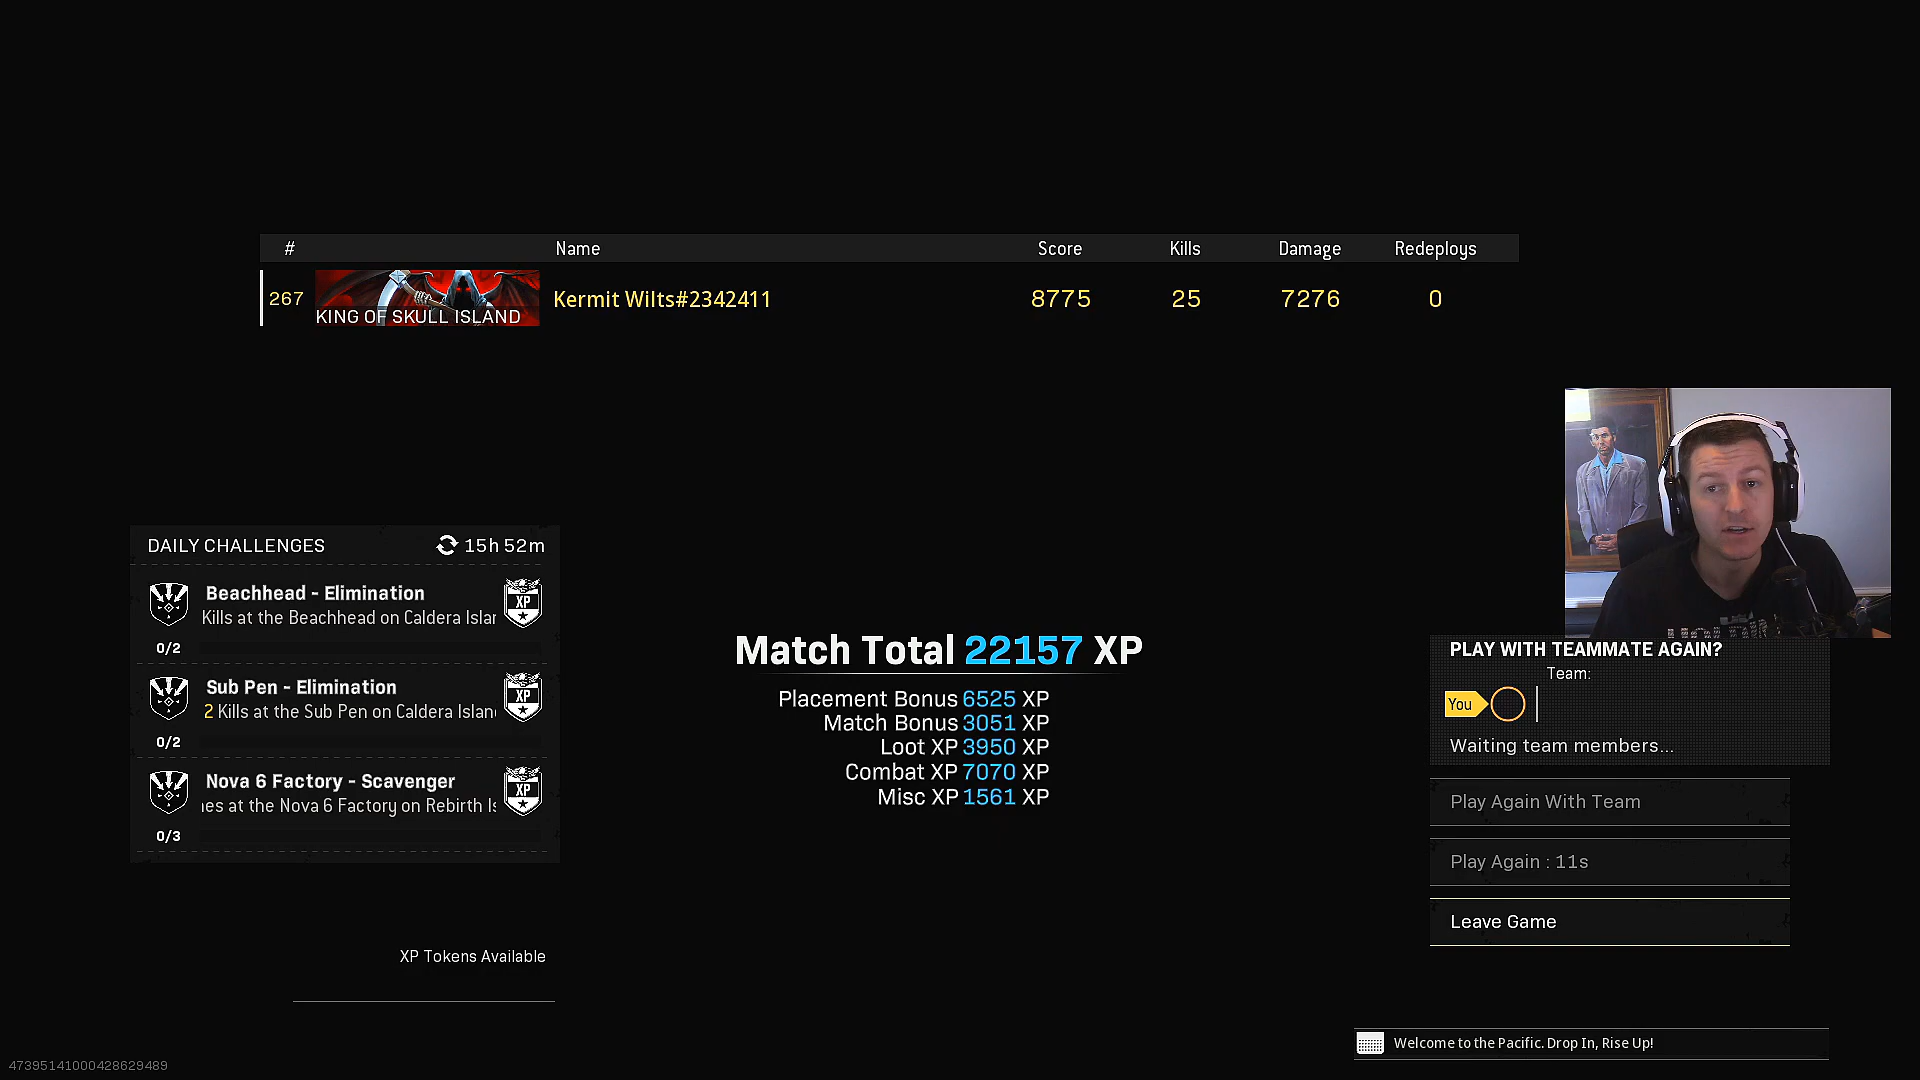 # Name Score Kills Damage Redeploys
267 KING OF SKULL ISLAND Kermit Wilts#2342411 8775 25 7276 0
DAILY CHALLENGES 15h 52m
Beachhead - Elimination
Kills at the Beachhead on Caldera Islan
XP
0/2
Sub Pen - Elimination
2 Kills at the Sub Pen on Caldera Islan
XP
0/2
Nova 6 Factory - Scavenger
nes at the Nova 6 Factory on Rebirth Is
XP
0/3
XP Tokens Available
Match Total 22157 XP
Placement Bonus 6525 XP
Match Bonus 3051 XP
Loot XP 3950 XP
Combat XP 7070 XP
Misc XP 1561 XP
PLAY WITH TEAMMATE AGAIN?
Team:
You
Waiting team members...
Play Again With Team
Play Again : 11s
Leave Game
Welcome to the Pacific. Drop In, Rise Up!
47395141000428629489